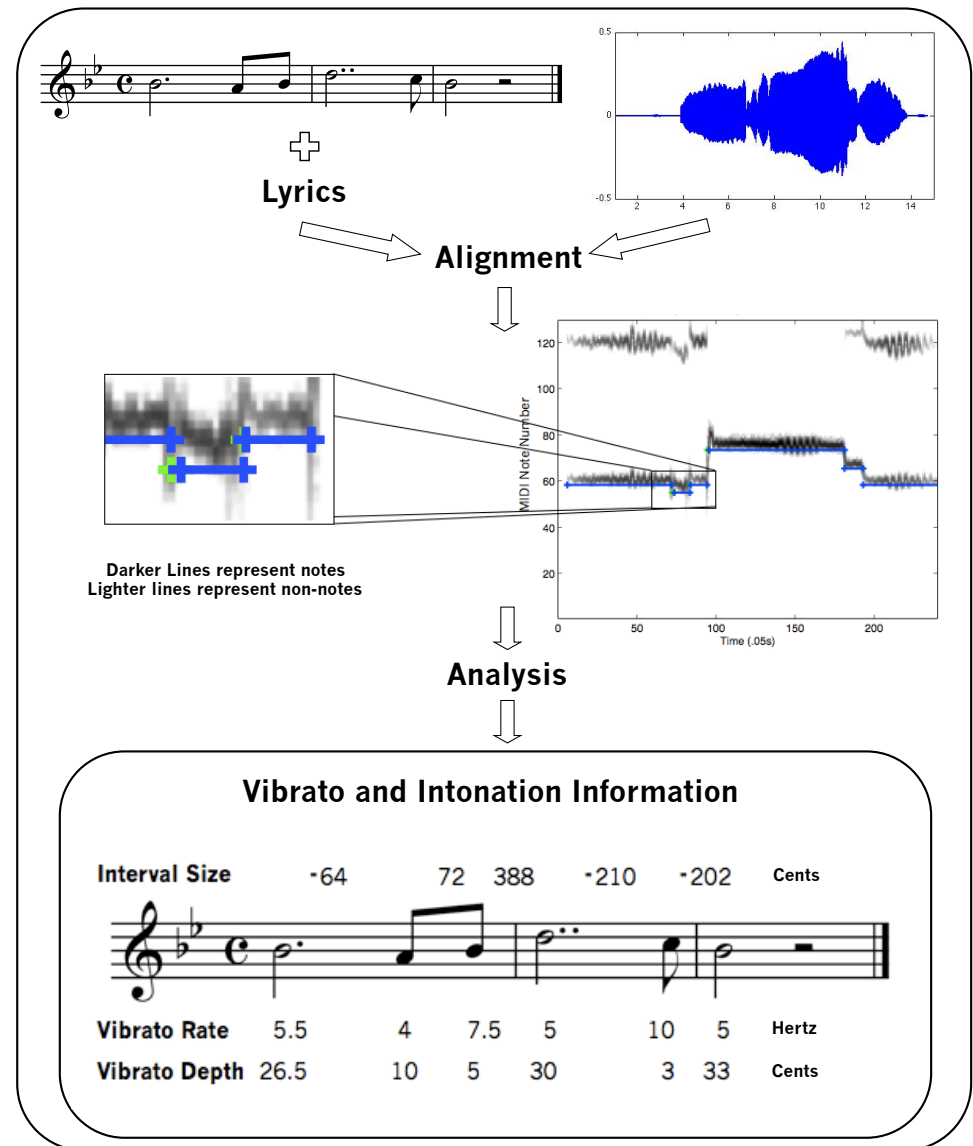 0.5
0
-0.5
2 4 6 8 10 12 14
Lyrics
Alignment
120
100
80
60
40
20
MIDI Note Number
0 50 100 150 200
Time (.05s)
Darker Lines represent notes
Lighter lines represent non-notes
Analysis
Vibrato and Intonation Information
Interval Size -64 72 388 -210 -202 Cents
Vibrato Rate 5.5 4 7.5 5 10 5 Hertz
Vibrato Depth 26.5 10 5 30 3 33 Cents